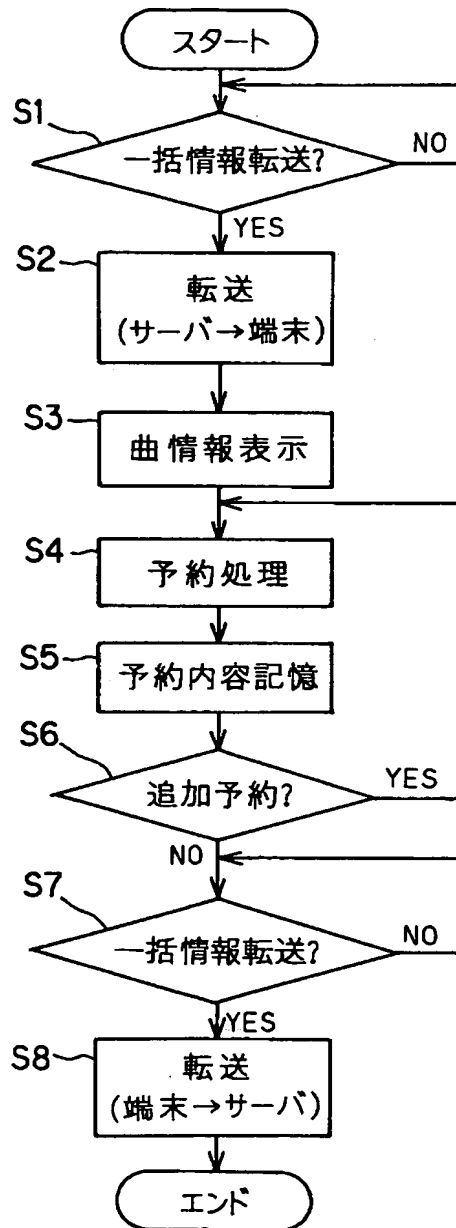 スタート
S1
一括情報転送?
NO
YES
S2
転送
(サーバ→端末)
S3
曲情報表示
S4
予約処理
S5
予約内容記憶
S6
追加予約?
YES
NO
S7
一括情報転送?
NO
YES
S8
転送
(端末→サーバ)
エンド